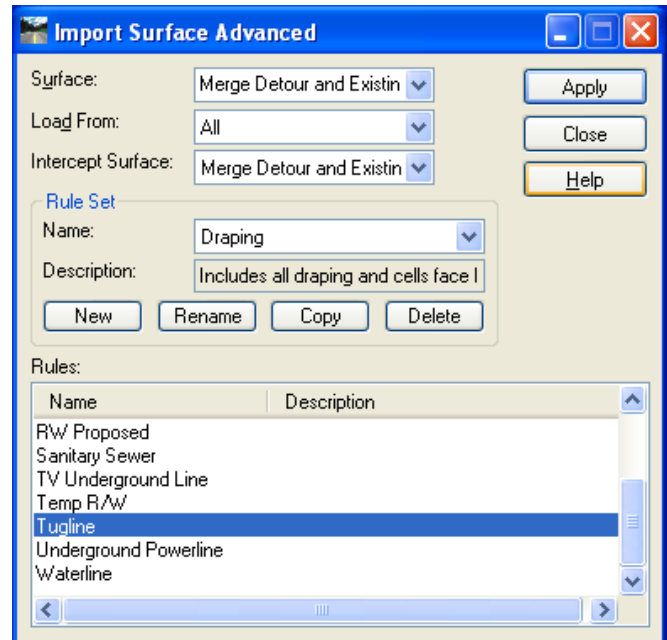 Import Surface Advanced
Surface: Merge Detour and Existin Apply
Load From: All Close
Intercept Surface: Merge Detour and Existin Help
Rule Set
Name: Draping
Description: Includes all draping and cells face l
New Rename Copy Delete
Rules:
Name Description
RW Proposed
Sanitary Sewer
TV Underground Line
Temp R/W
Tugline
Underground Powerline
Waterline